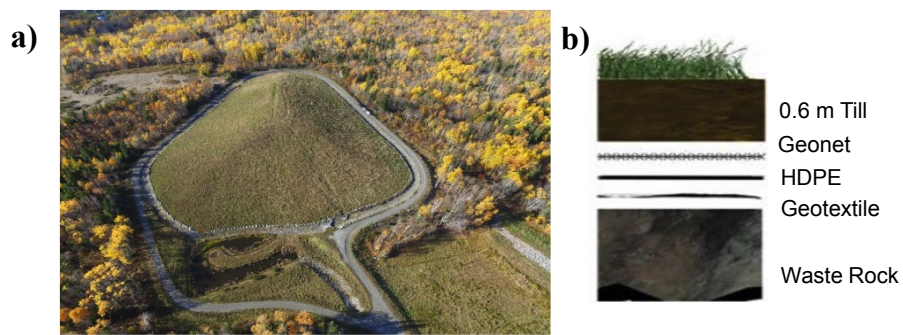 a)
b)
0.6 m Till
Geonet
HDPE
Geotextile
Waste Rock